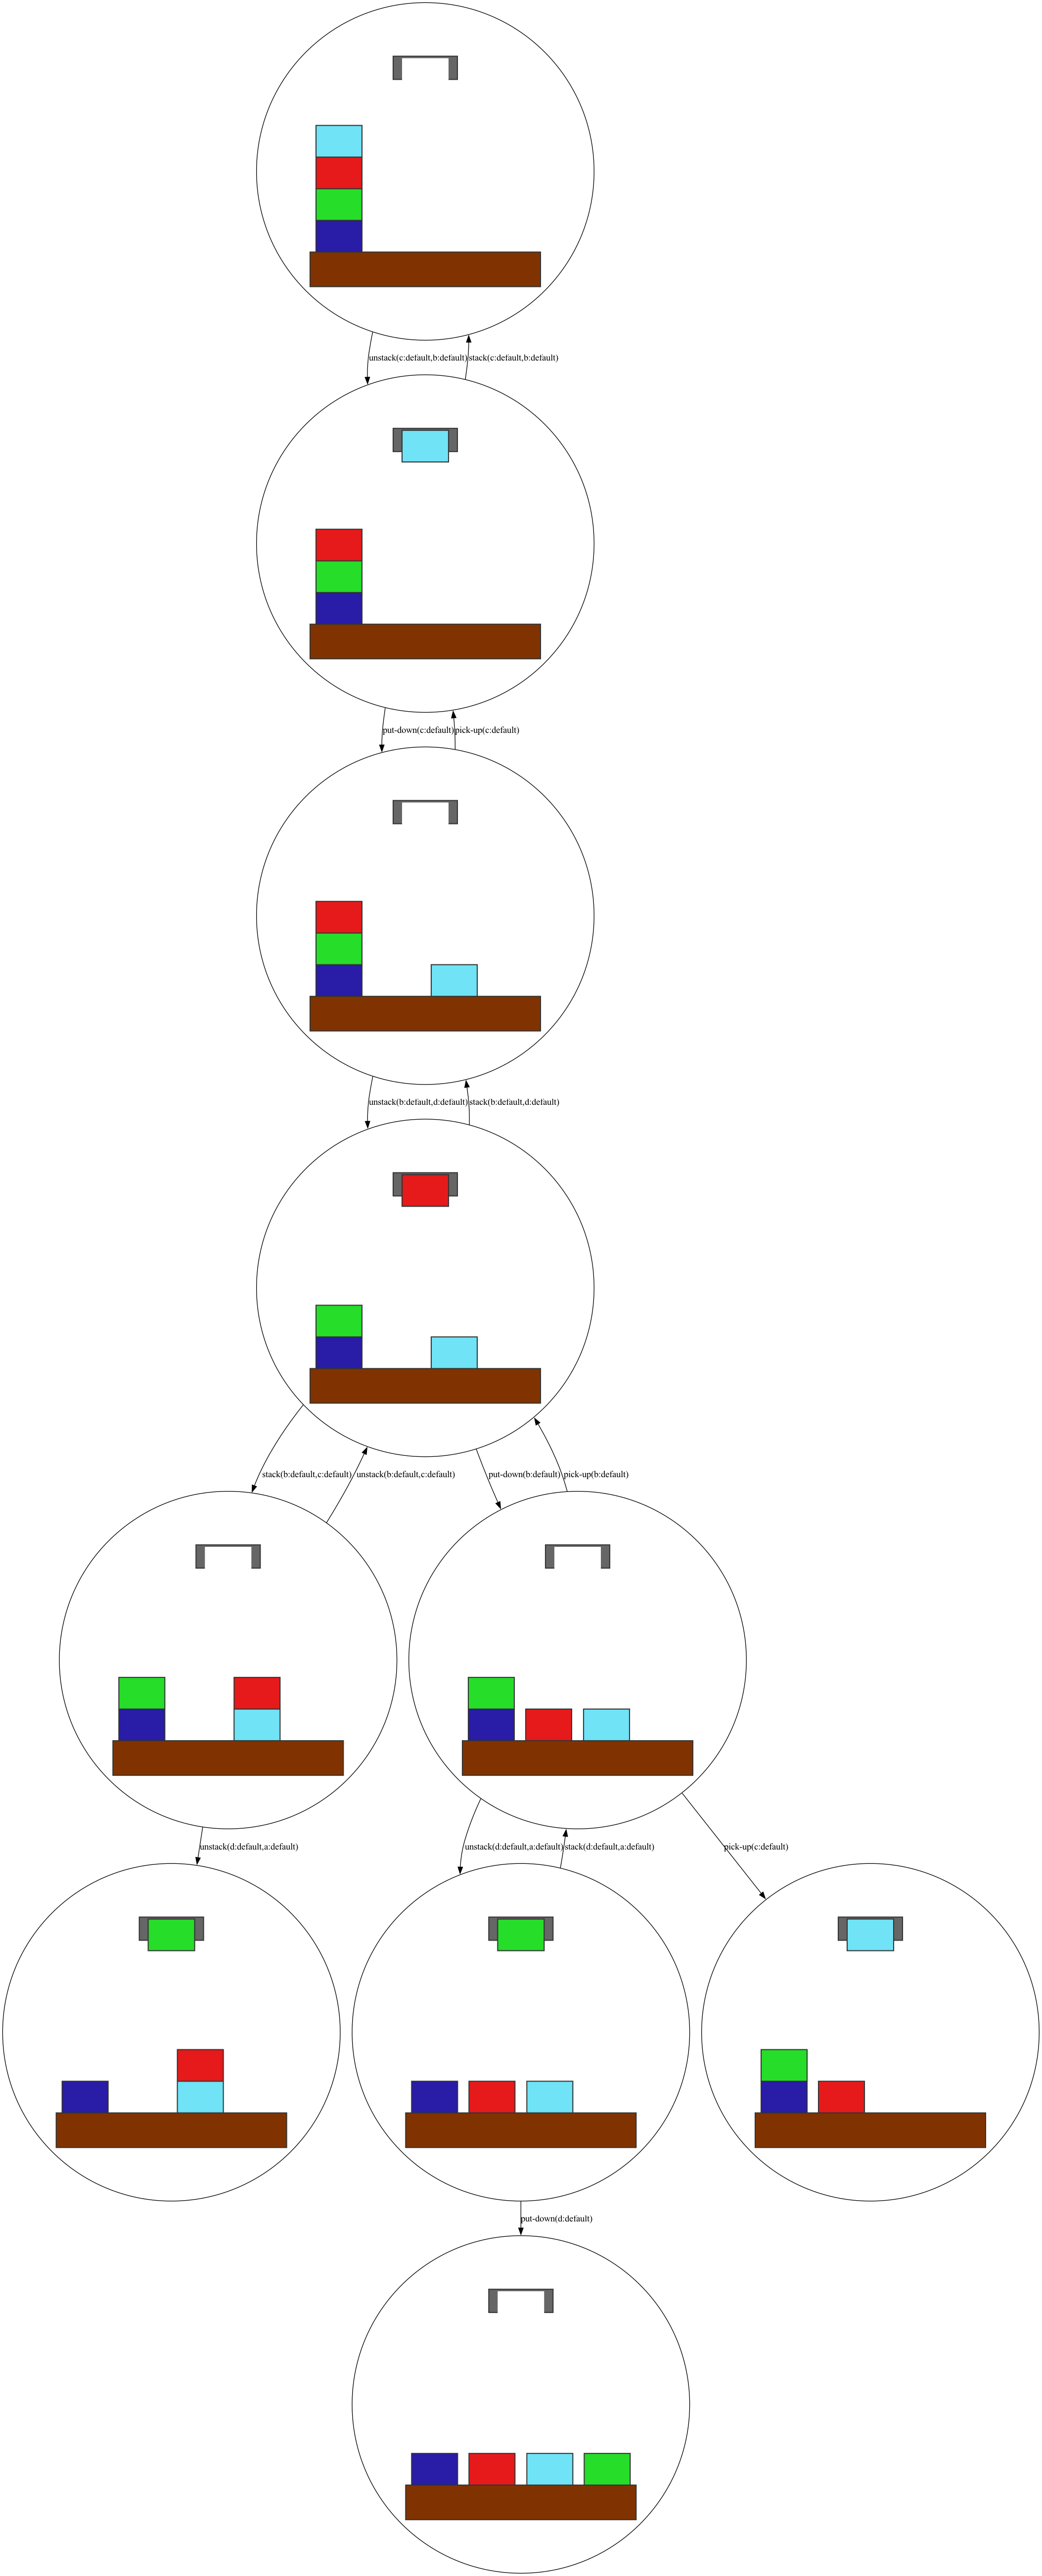 unstack(c:default,b:default)
stack(c:default,b:default)
put-down(c:default)
pick-up(c:default)
unstack(b:default,d:default)
stack(b:default,d:default)
stack(b:default,c:default)
unstack(b:default,c:default)
put-down(b:default)
pick-up(b:default)
unstack(d:default,a:default)
unstack(d:default,a:default)
stack(d:default,a:default)
pick-up(c:default)
put-down(d:default)